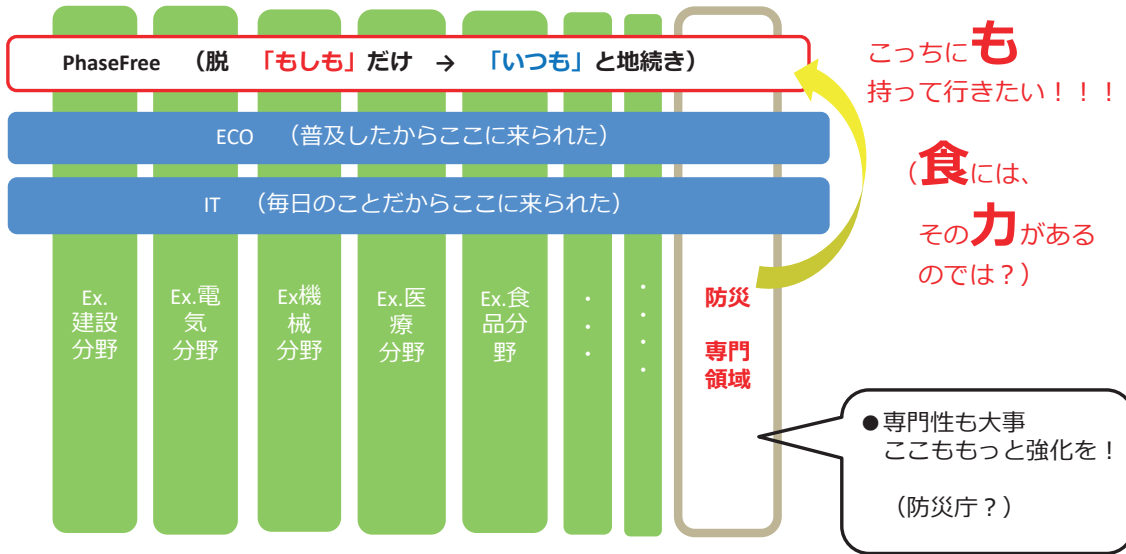 PhaseFree (脱 「もしも」だけ → 「いつも」と地続き)
ECO (普及したからここに来られた)
IT (毎日のことだからここに来られた)
こっちにも
持って行きたい！！！
(食には、
その力がある
のでは？)
Ex.
建設
分野
Ex.電
気
分野
Ex機
械
分野
Ex.医
療
分野
Ex.食
品分
野
・・・
・・・・
防災
専門
領域
●専門性も大事
ここももっと強化を！
(防災庁？)